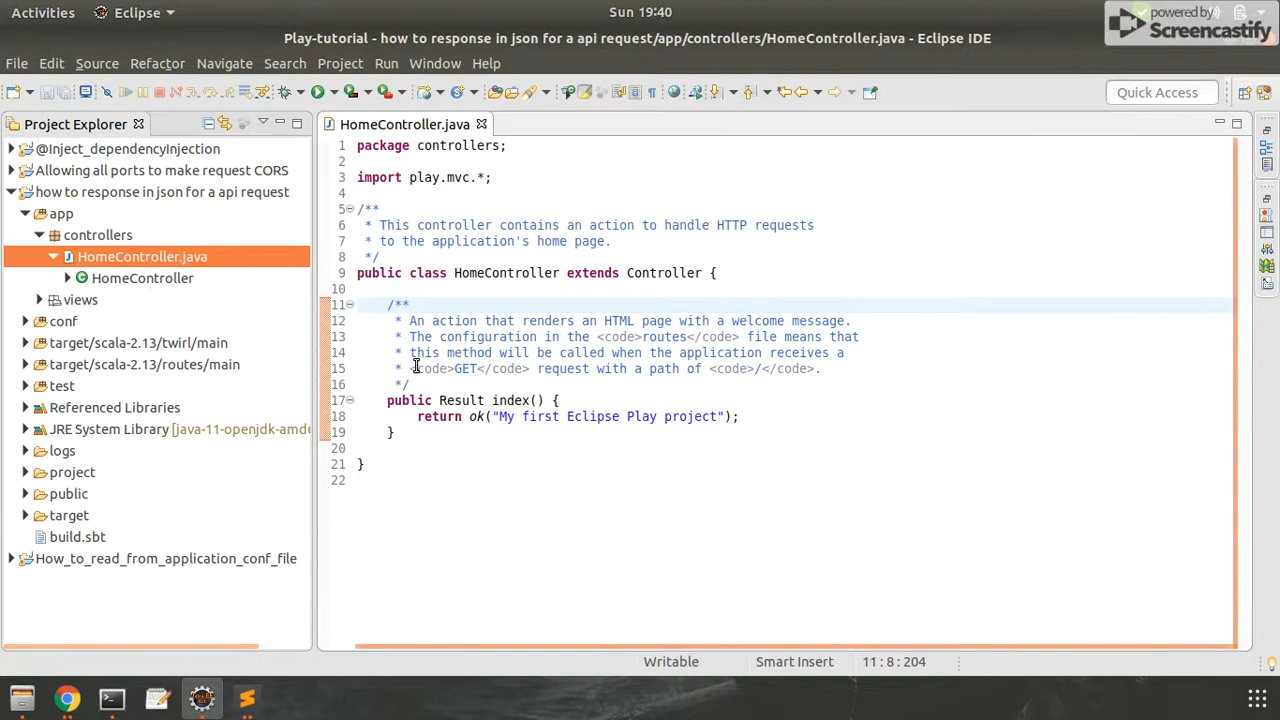 Activities Eclipse Sun 19:40
powered by
Screencastify
Play-tutorial - how to response in json for a api request/app/controllers/HomeController.java - Eclipse IDE
File Edit Source Refactor Navigate Search Project Run Window Help
Quick Access
Project Explorer
@Inject_dependencyInjection
Allowing all ports to make request CORS
how to response in json for a api request
app
controllers
HomeController.java
HomeController
views
conf
target/scala-2.13/twirl/main
target/scala-2.13/routes/main
test
Referenced Libraries
JRE System Library [java-11-openjdk-amd
logs
project
public
target
build.sbt
How_to_read_from_application_conf_file
HomeController.java
1 package controllers;
2
3 import play.mvc.*;
4
5 /**
6 * This controller contains an action to handle HTTP requests
7 * to the application's home page.
8 */
9 public class HomeController extends Controller {
10
11 /**
12 * An action that renders an HTML page with a welcome message.
13 * The configuration in the <code>routes</code> file means that
14 * this method will be called when the application receives a
15 * <code>GET</code> request with a path of <code>/</code>.
16 */
17 public Result index() {
18 return ok("My first Eclipse Play project");
19 }
20
21 }
22
Writable Smart Insert 11 : 8 : 204